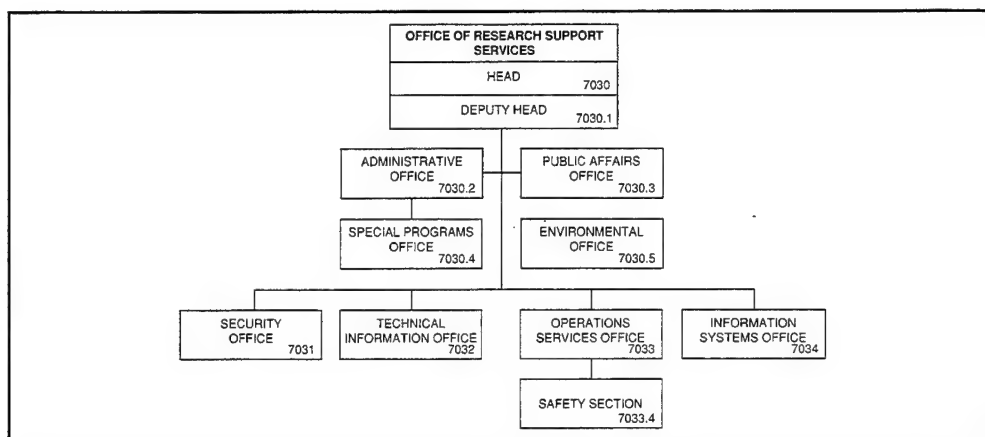 OFFICE OF RESEARCH SUPPORT
SERVICES
HEAD
7030
DEPUTY HEAD
7030.1
ADMINISTRATIVE
OFFICE
7030.2
PUBLIC AFFAIRS
OFFICE
7030.3
SPECIAL PROGRAMS
OFFICE
7030.4
ENVIRONMENTAL
OFFICE
7030.5
SECURITY
OFFICE
7031
TECHNICAL
INFORMATION OFFICE
7032
OPERATIONS
SERVICES OFFICE
7033
INFORMATION
SYSTEMS OFFICE
7034
SAFETY SECTION
7033.4